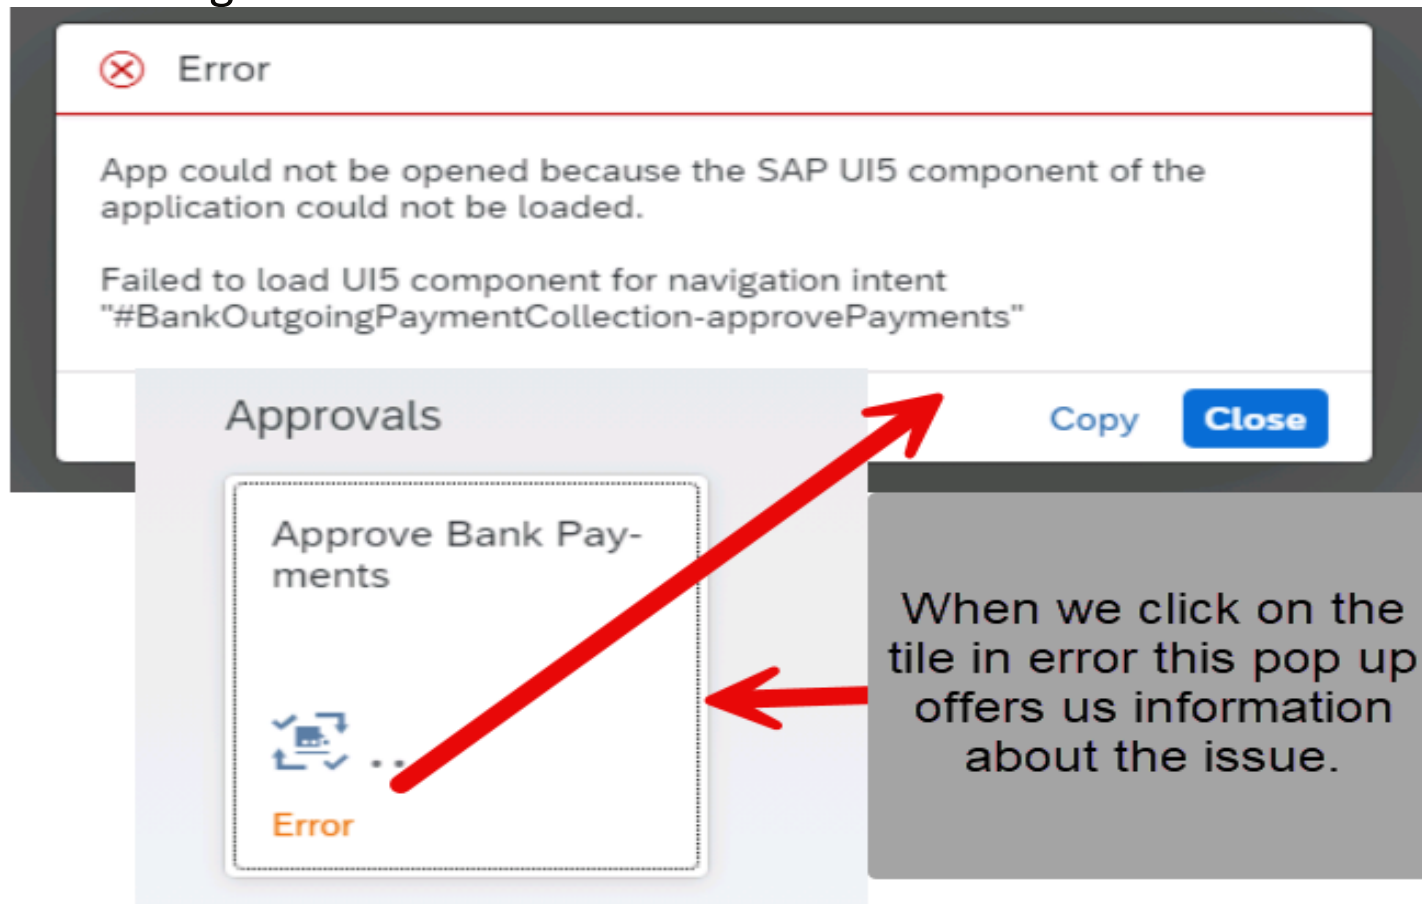 Error
App could not be opened because the SAP UI5 component of the
application could not be loaded.
Failed to load UI5 component for navigation intent
"#BankOutgoingPaymentCollection-approvePayments"
Copy Close
Approvals
Approve Bank Pay-
ments
..
Error
When we click on the
tile in error this pop up
offers us information
about the issue.